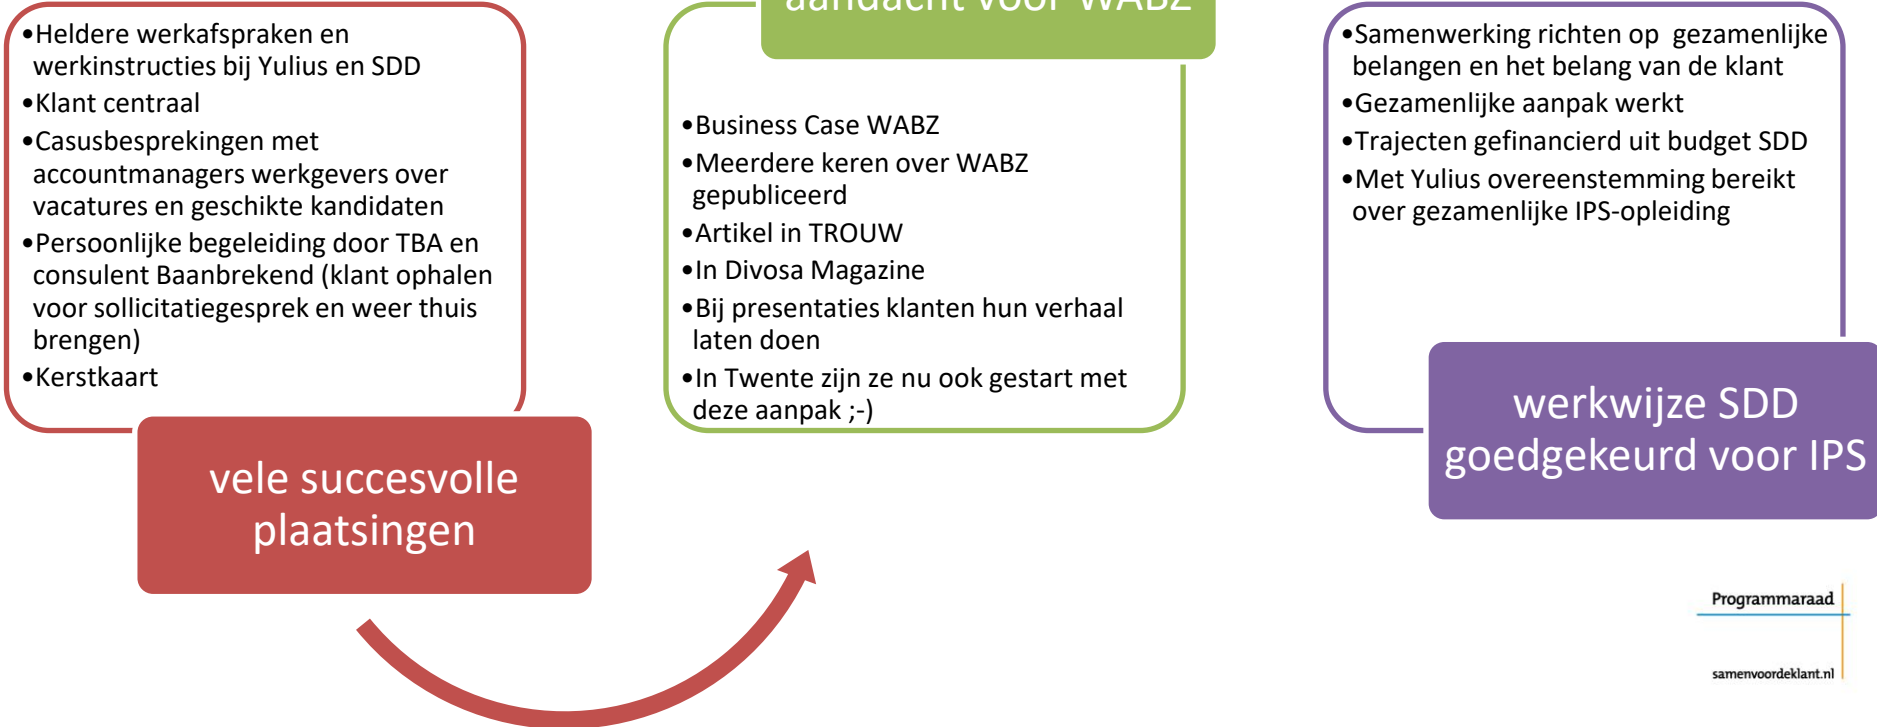 •Heldere werkafspraken en
werkinstructies bij Yulius en SDD
•Klant centraal
•Casusbesprekingen met
accountmanagers werkgevers over
vacatures en geschikte kandidaten
•Persoonlijke begeleiding door TBA en
consulent Baanbrekend (klant ophalen
voor sollicitatiegesprek en weer thuis
brengen)
•Kerstkaart
vele succesvolle
plaatsingen
aandacht voor WABZ
•Business Case WABZ
•Meerdere keren over WABZ
gepubliceerd
•Artikel in TROUW
•In Divosa Magazine
•Bij presentaties klanten hun verhaal
laten doen
•In Twente zijn ze nu ook gestart met
deze aanpak ;-)
•Samenwerking richten op  gezamenlijke
belangen en het belang van de klant
•Gezamenlijke aanpak werkt
•Trajecten gefinancierd uit budget SDD
•Met Yulius overeenstemming bereikt
over gezamenlijke IPS-opleiding
werkwijze SDD
goedgekeurd voor IPS
Programmaraad
samenvoordeklant.nl